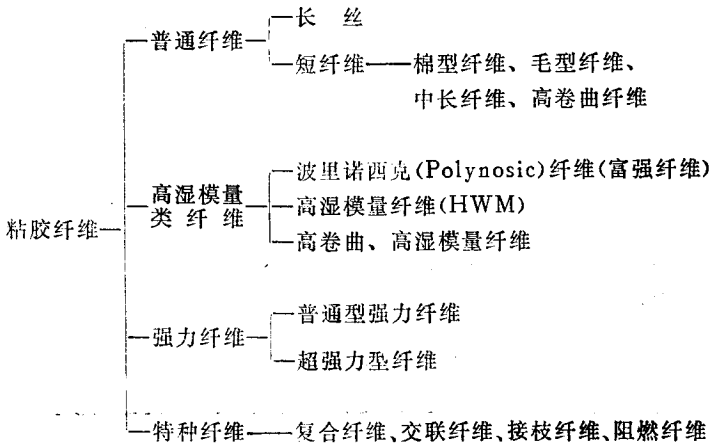 长 丝
普通纤维
短纤维——棉型纤维、毛型纤维、
中长纤维、高卷曲纤维
波里诺西克(Polynosic)纤维(富强纤维)
高湿模量
类纤维
高湿模量纤维(HWM)
粘胶纤维
高卷曲、高湿模量纤维
普通型强力纤维
强力纤维
超强力型纤维
特种纤维——复合纤维、交联纤维、接枝纤维、阻燃纤维